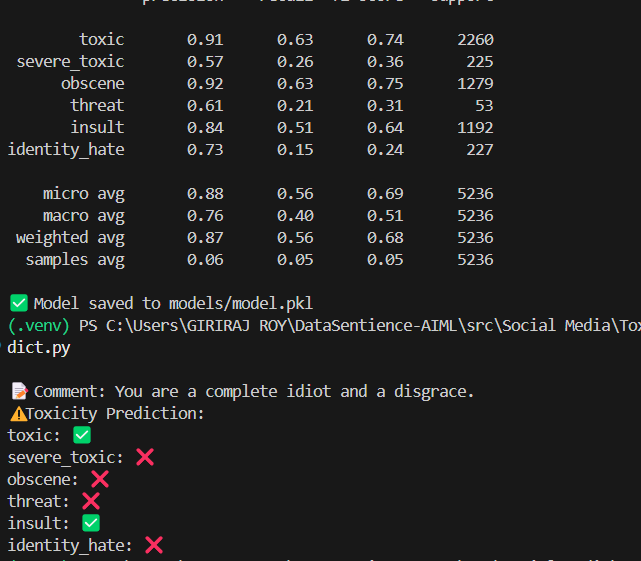 precision recall f1-score support
toxic 0.91 0.63 0.74 2260
severe_toxic 0.57 0.26 0.36 225
obscene 0.92 0.63 0.75 1279
threat 0.61 0.21 0.31 53
insult 0.84 0.51 0.64 1192
identity_hate 0.73 0.15 0.24 227
micro avg 0.88 0.56 0.69 5236
macro avg 0.76 0.40 0.51 5236
weighted avg 0.87 0.56 0.68 5236
samples avg 0.06 0.05 0.05 5236
✅ Model saved to models/model.pkl
(.venv) PS C:\Users\GIRIRAJ ROY\DataSentience-AIML\src\Social Media\Tox
dict.py
📝 Comment: You are a complete idiot and a disgrace.
⚠️Toxicity Prediction:
toxic: ✅
severe_toxic: ❌
obscene: ❌
threat: ❌
insult: ✅
identity_hate: ❌